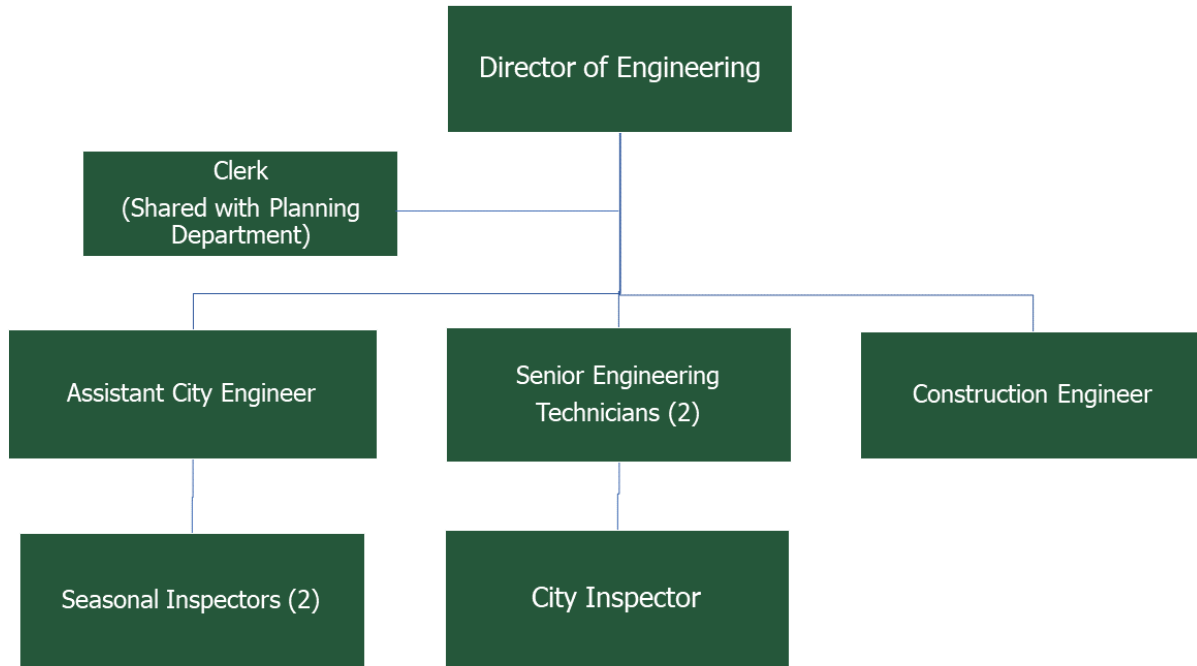 Director of Engineering
Clerk
(Shared with Planning
Department)
Assistant City Engineer
Senior Engineering
Technicians (2)
Construction Engineer
Seasonal Inspectors (2)
City Inspector